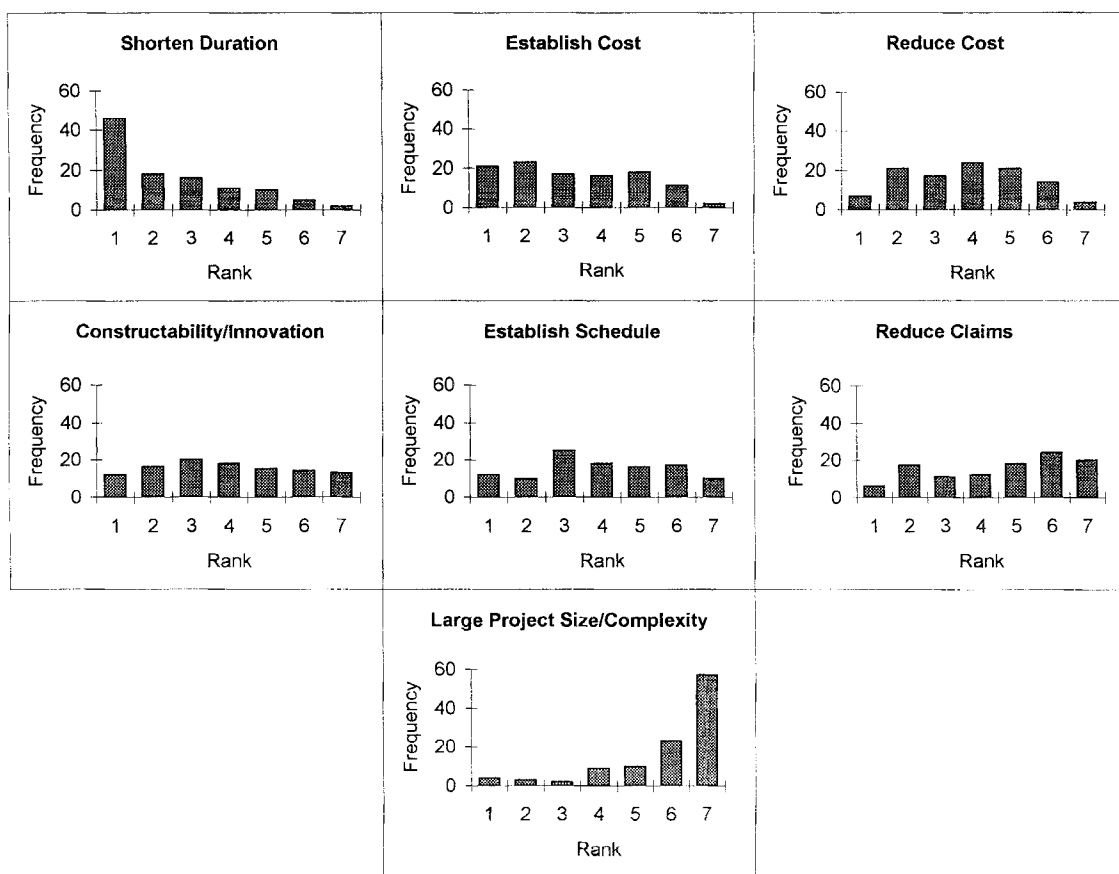 Shorten Duration
60
40
20
0
Frequency
1 2 3 4 5 6 7
Rank
Establish Cost
60
40
20
0
Frequency
1 2 3 4 5 6 7
Rank
Reduce Cost
60
40
20
0
Frequency
1 2 3 4 5 6 7
Rank
Constructability/Innovation
60
40
20
0
Frequency
1 2 3 4 5 6 7
Rank
Establish Schedule
60
40
20
0
Frequency
1 2 3 4 5 6 7
Rank
Reduce Claims
60
40
20
0
Frequency
1 2 3 4 5 6 7
Rank
Large Project Size/Complexity
60
40
20
0
Frequency
1 2 3 4 5 6 7
Rank